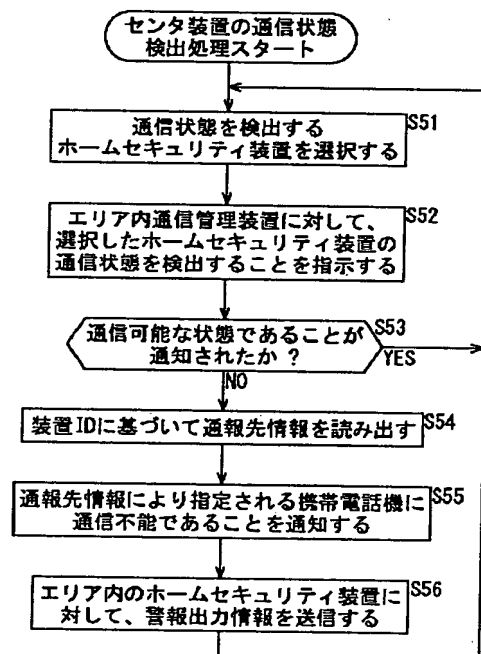 センタ装置の通信状態
検出処理スタート
通信状態を検出する
ホームセキュリティ装置を選択する
S51
エリア内通信管理装置に対して、
選択したホームセキュリティ装置の
通信状態を検出することを指示する
S52
通信可能な状態であることが
通知されたか?
S53
YES
NO
装置IDに基づいて通報先情報を読み出す
S54
通報先情報により指定される携帯電話機に
通信不能であることを通知する
S55
エリア内のホームセキュリティ装置に
対して、警報出力情報を送信する
S56